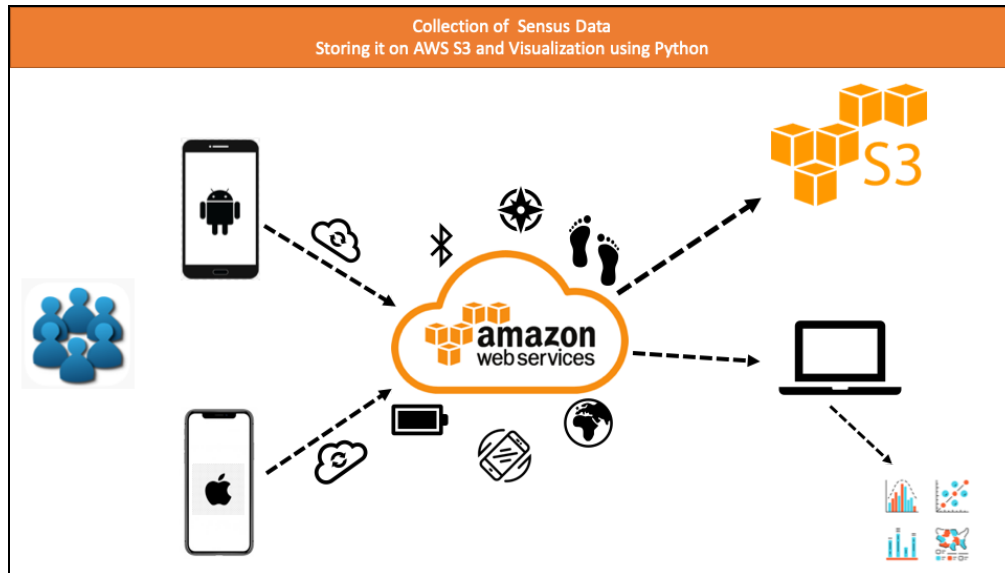 Collection of  Sensus Data
Storing it on AWS S3 and Visualization using Python
S3
amazon
web services